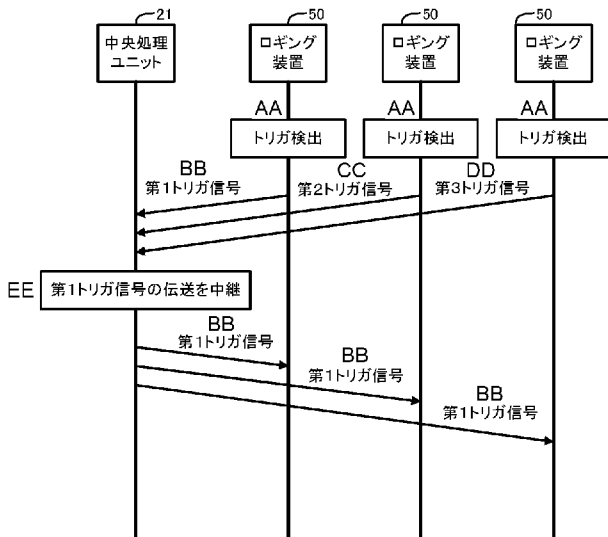 21
50
50
50
中央処理
ユニット
ロギング
装置
ロギング
装置
ロギング
装置
AA
AA
AA
トリガ検出
トリガ検出
トリガ検出
BB
第1トリガ信号
CC
第2トリガ信号
DD
第3トリガ信号
EE
第1トリガ信号の伝送を中継
BB
第1トリガ信号
BB
第1トリガ信号
BB
第1トリガ信号